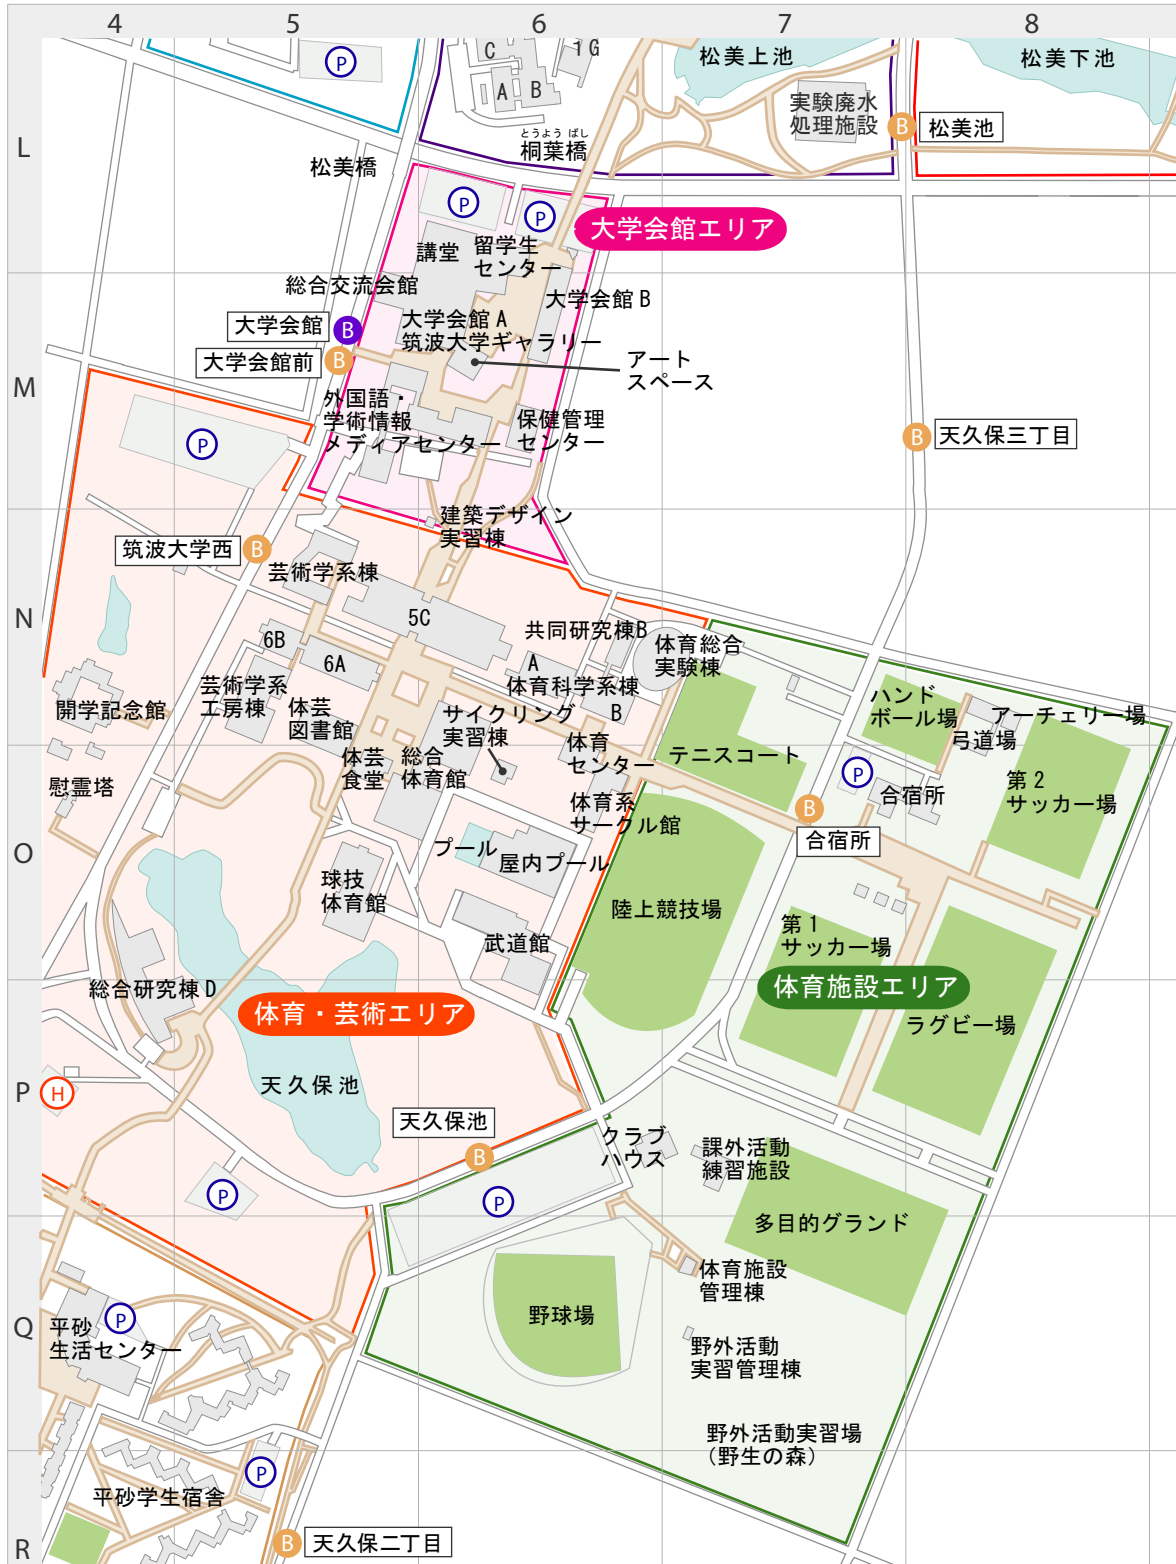 4
5
6
7
8
L
M
N
O
P
Q
R
P
C
1G
A
B
とうよう ばし
桐葉橋
松美上池
松美下池
実験廃水
処理施設
B
松美池
松美橋
P
P
大学会館エリア
講堂
留学生
センター
総合交流会館
大学会館 B
大学会館
B
大学会館 A
筑波大学ギャラリー
大学会館前
B
アート
スペース
外国語・
学術情報
メディアセンター
保健管理
センター
P
B
天久保三丁目
建築デザイン
実習棟
筑波大学西
B
芸術学系棟
5C
共同研究棟B
体育総合
実験棟
6B
6A
A
体育科学系棟
B
芸術学系
工房棟
体芸
図書館
開学記念館
サイクリング
実習棟
体育
センター
テニスコート
ハンド
ボール場
アーチェリー場
弓道場
慰霊塔
体芸
食堂
総合
体育館
P
合宿所
第2
サッカー場
体育系
サークル館
B
合宿所
プール
屋内プール
球技
体育館
陸上競技場
第1
サッカー場
武道館
総合研究棟D
体育・芸術エリア
体育施設エリア
ラグビー場
天久保池
H
天久保池
B
クラブ
ハウス
課外活動
練習施設
P
P
多目的グランド
体育施設
管理棟
野球場
平砂
生活センター
P
野外活動
実習管理棟
野外活動実習場
（野生の森）
P
平砂学生宿舎
B
天久保二丁目